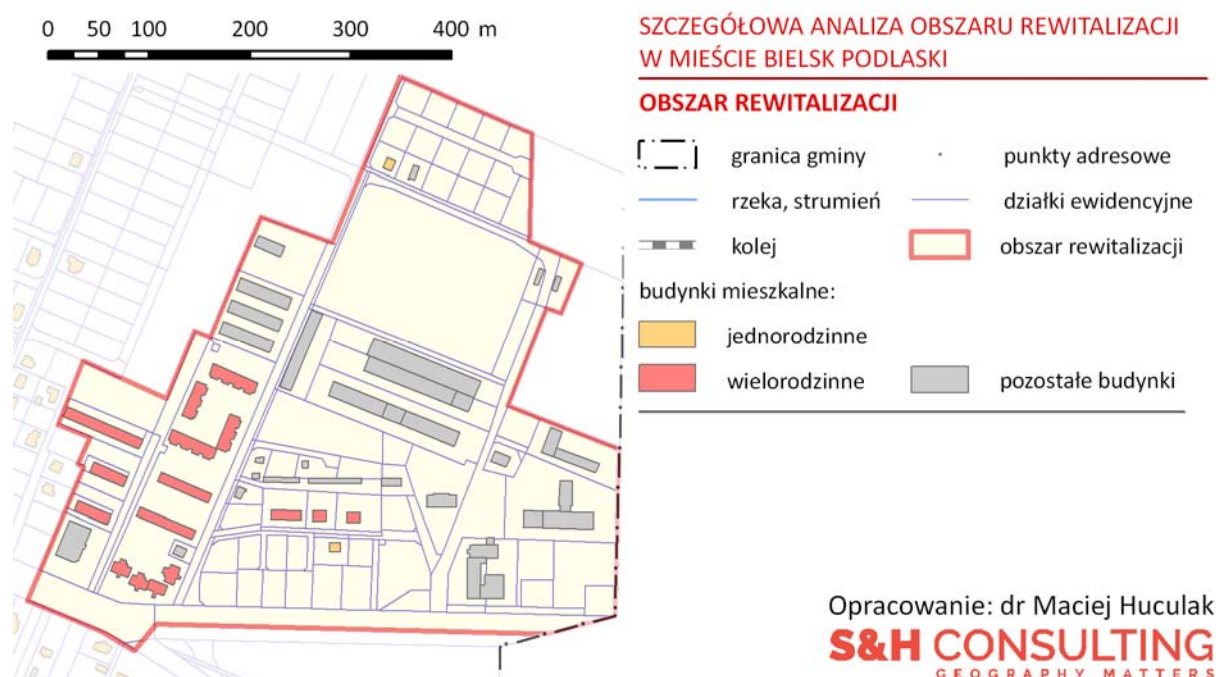 0 50 100 200 300 400 m
SZCZEGÓŁOWA ANALIZA OBSZARU REWITALIZACJI
W MIEŚCIE BIELSK PODLASKI
OBSZAR REWITALIZACJI
granica gminy
punkty adresowe
rzeka, strumień
działki ewidencyjne
kolej
obszar rewitalizacji
budynki mieszkalne:
jednorodzinne
wielorodzinne
pozostałe budynki
Opracowanie: dr Maciej Huculak
S&H CONSULTING
GEOGRAPHY MATTERS